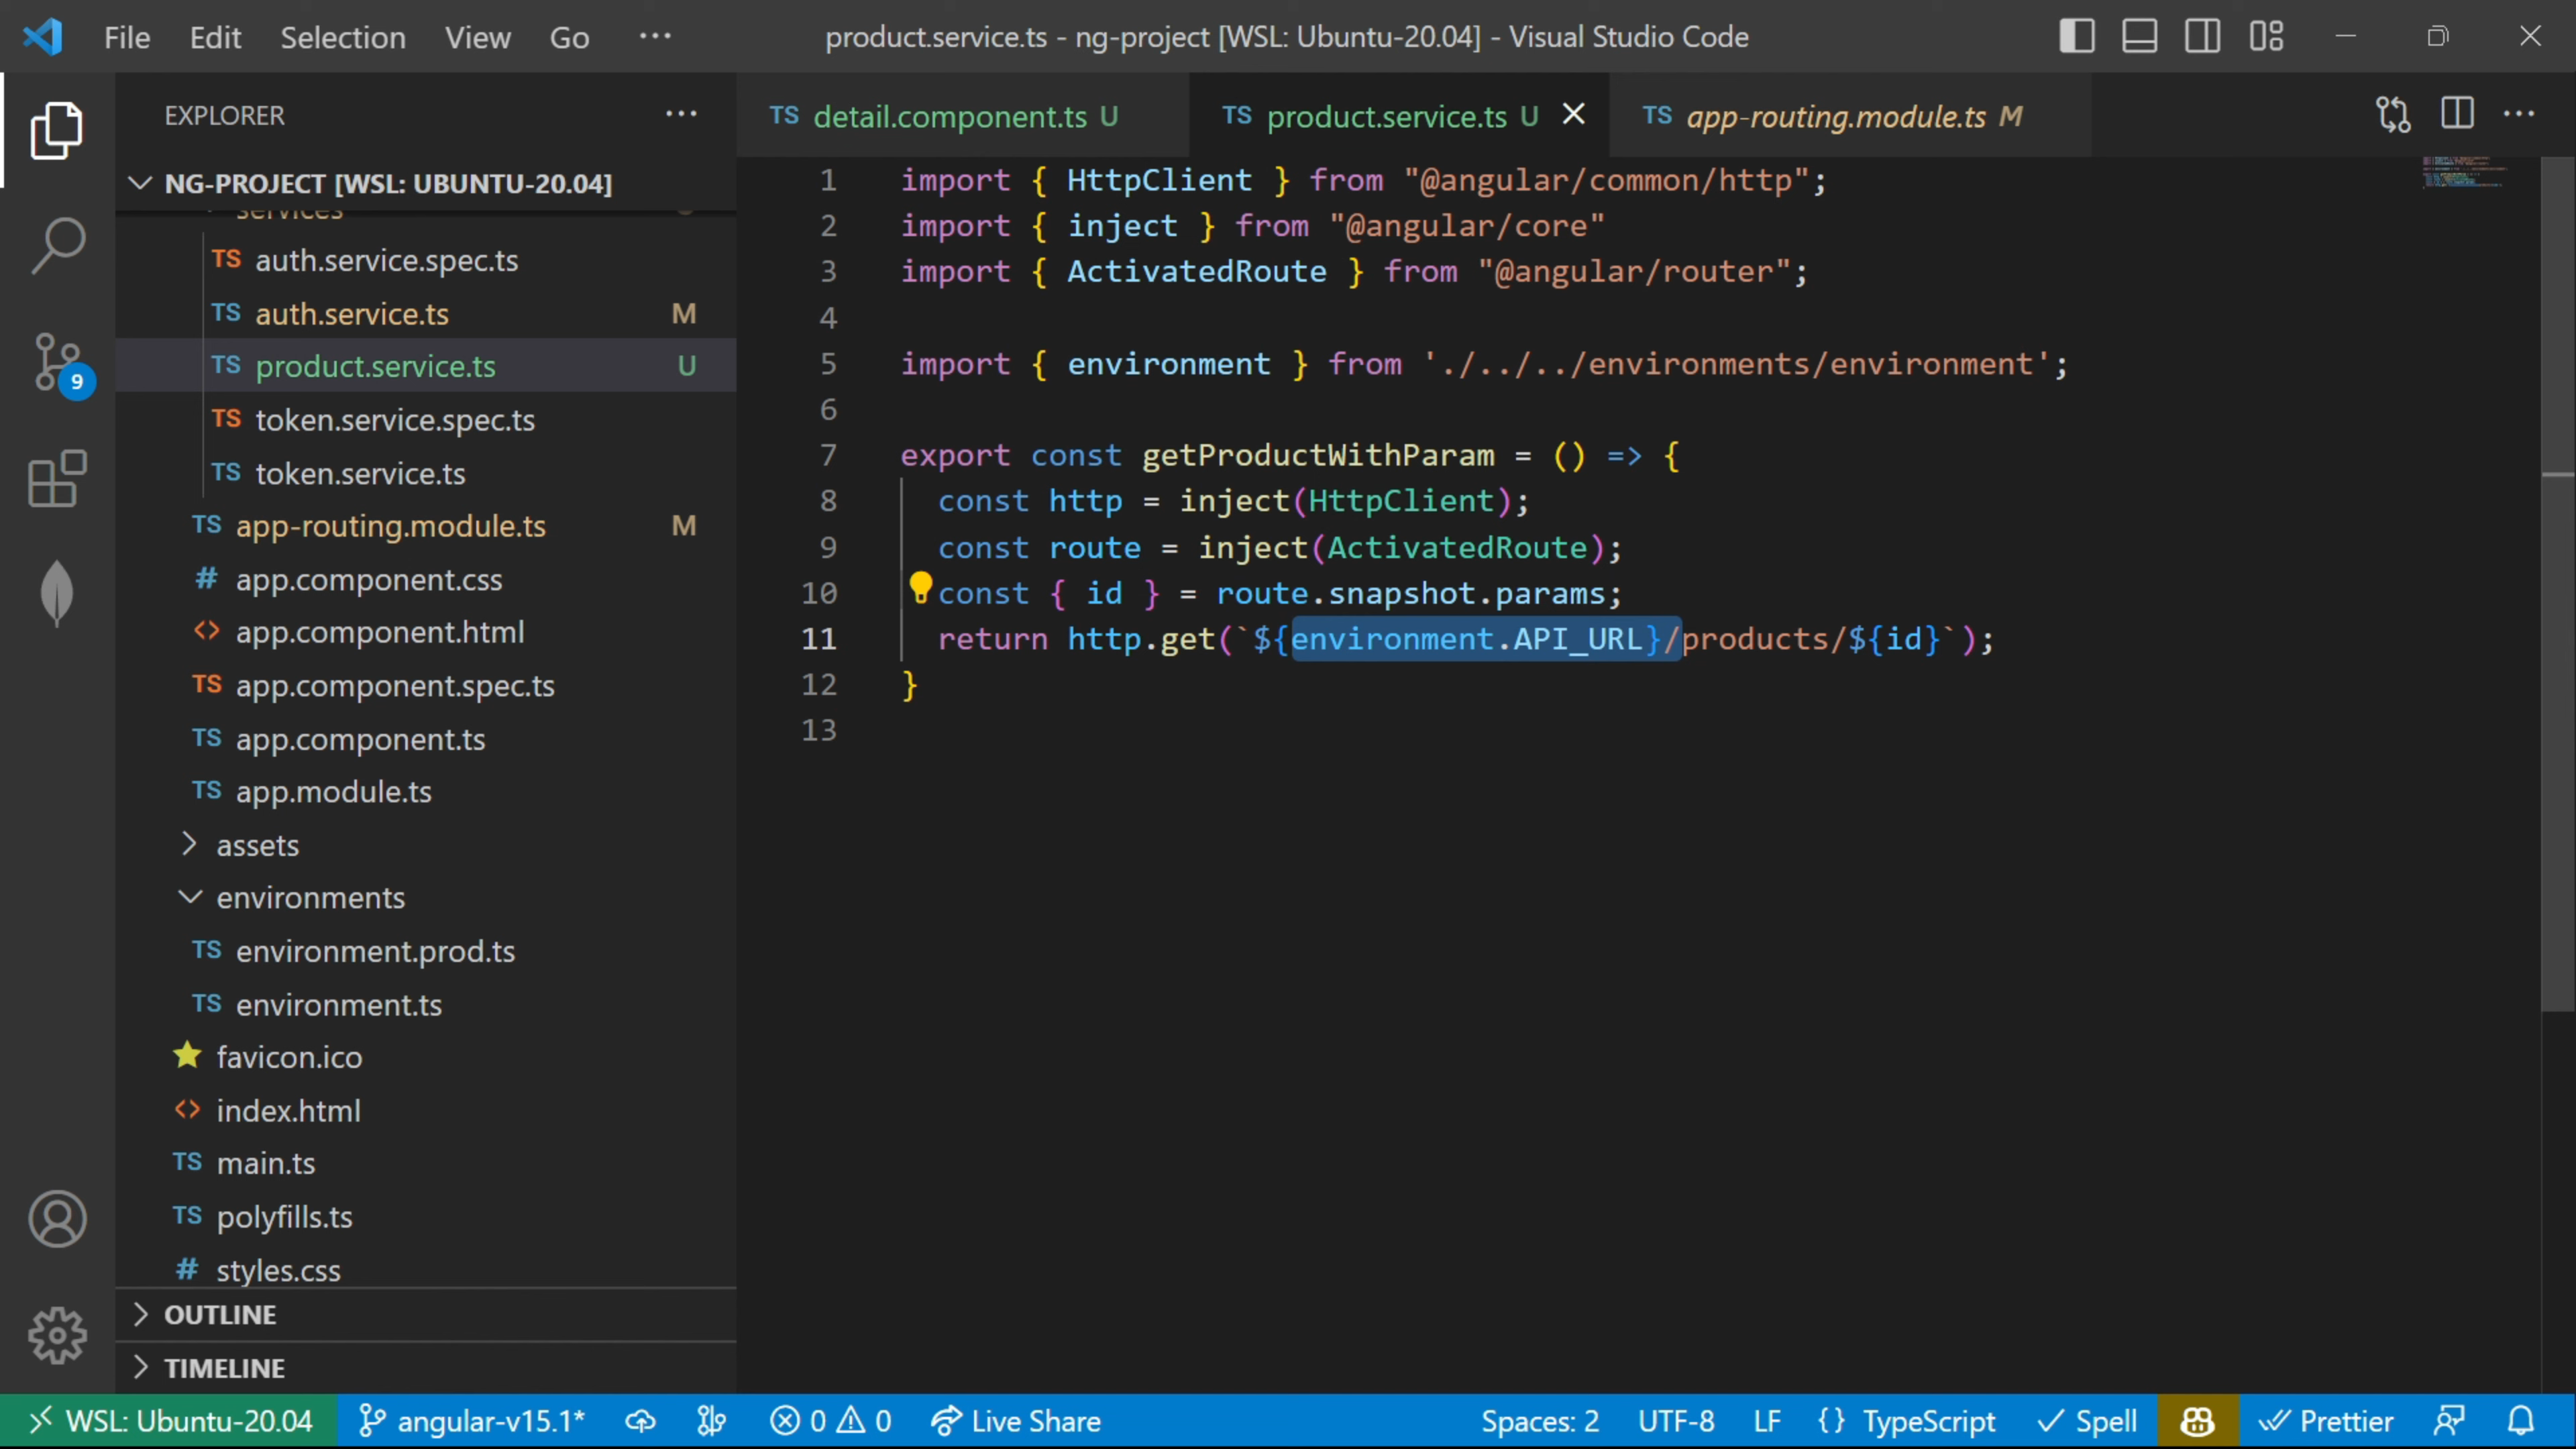 File Edit Selection View Go ··· product.service.ts - ng-project [WSL: Ubuntu-20.04] - Visual Studio Code
EXPLORER ···
NG-PROJECT [WSL: UBUNTU-20.04]
services
TS auth.service.spec.ts
TS auth.service.ts M
TS product.service.ts U
TS token.service.spec.ts
TS token.service.ts
TS app-routing.module.ts M
# app.component.css
<> app.component.html
TS app.component.spec.ts
TS app.component.ts
TS app.module.ts
assets
environments
TS environment.prod.ts
TS environment.ts
favicon.ico
<> index.html
TS main.ts
TS polyfills.ts
# styles.css
OUTLINE
TIMELINE
9
TS detail.component.ts U TS product.service.ts U TS app-routing.module.ts M
1 import { HttpClient } from "@angular/common/http";
2 import { inject } from "@angular/core"
3 import { ActivatedRoute } from "@angular/router";
4
5 import { environment } from './../../environments/environment';
6
7 export const getProductWithParam = () => {
8 const http = inject(HttpClient);
9 const route = inject(ActivatedRoute);
10 const { id } = route.snapshot.params;
11 return http.get(`${environment.API_URL}/products/${id}`);
12 }
13
WSL: Ubuntu-20.04 angular-v15.1* 0 0 Live Share Spaces: 2 UTF-8 LF {} TypeScript Spell Prettier